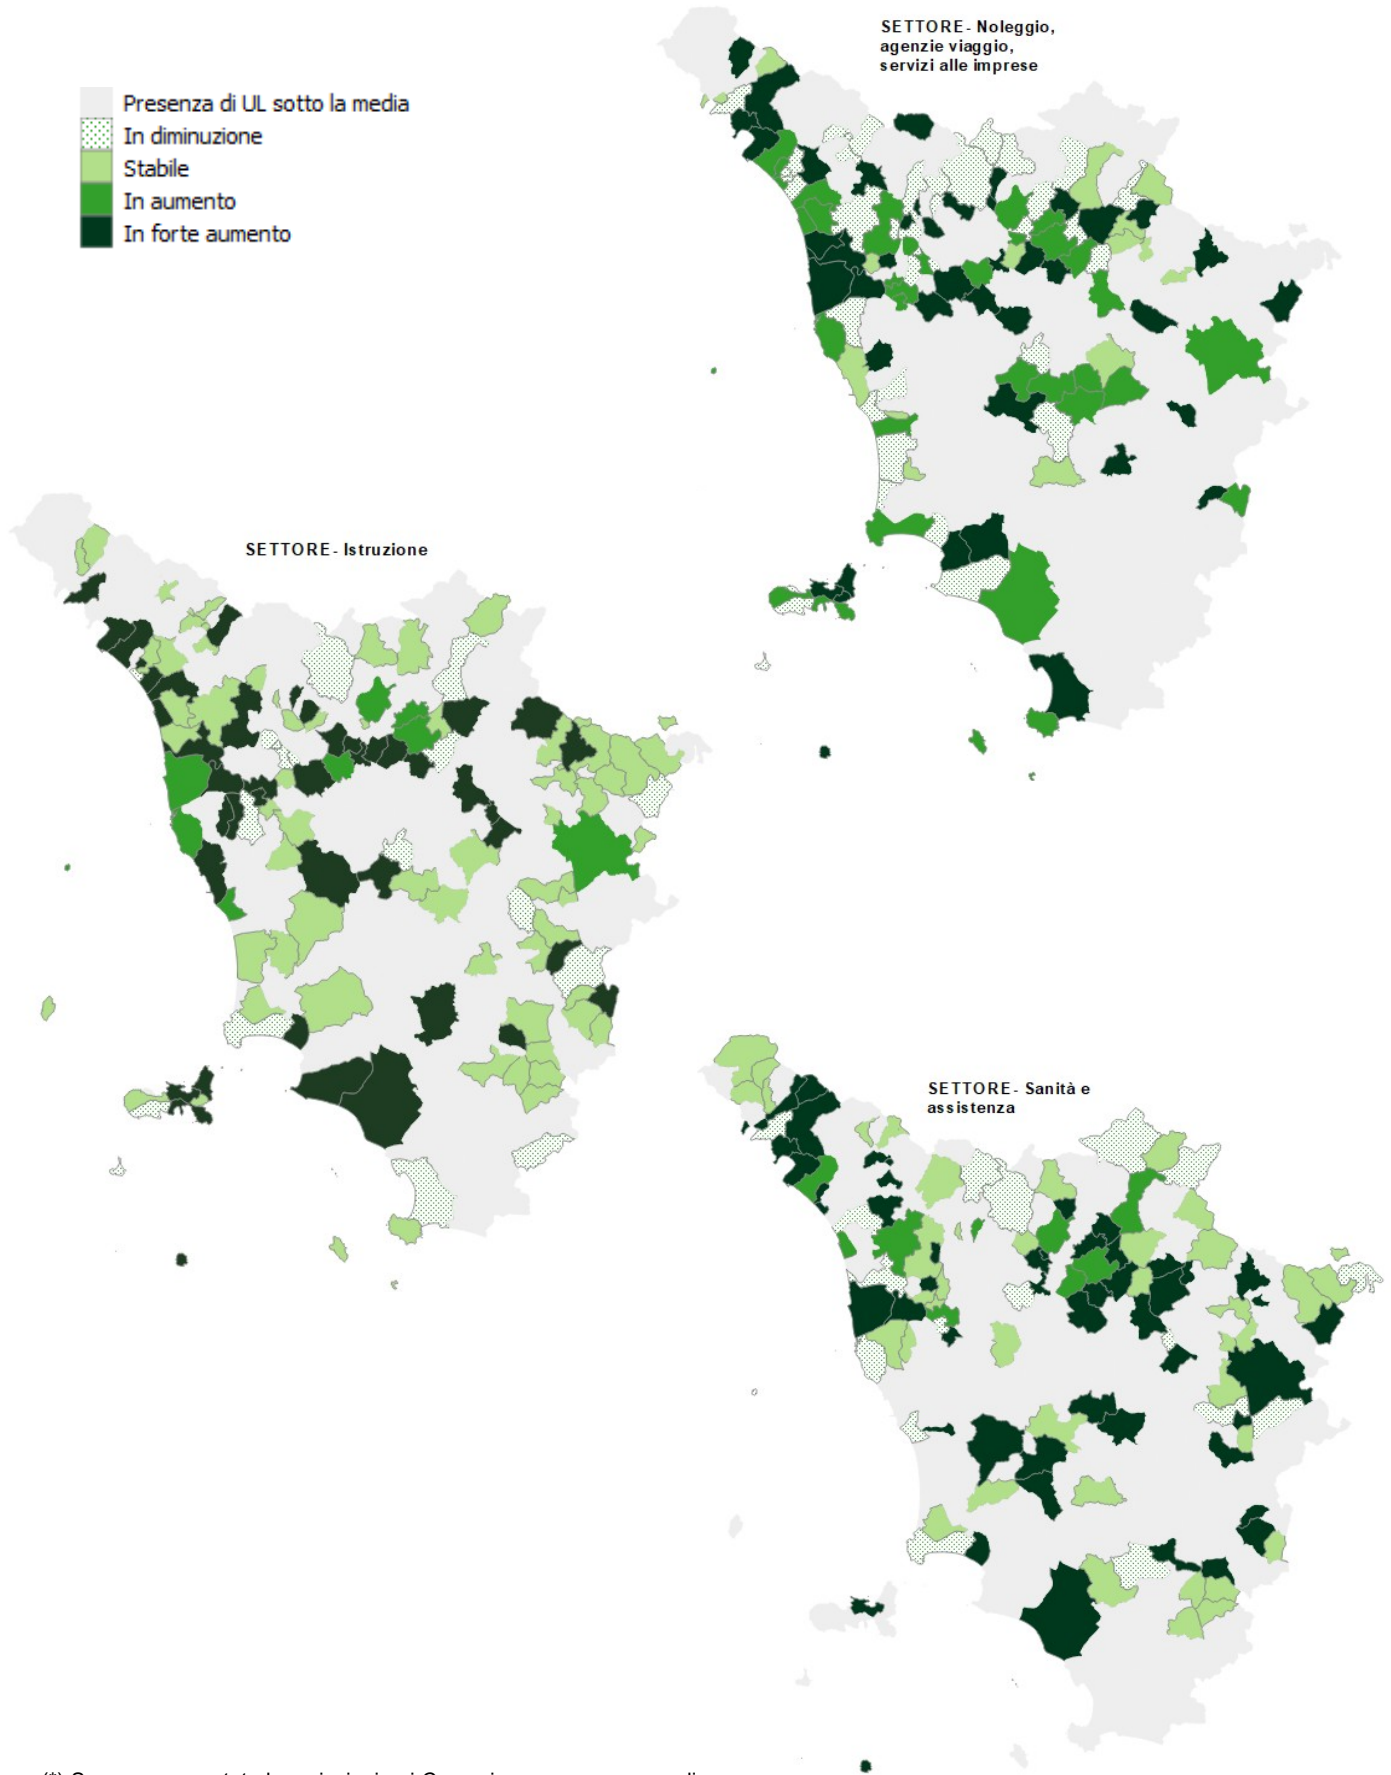 SETTORE - Noleggio,
agenzie viaggio,
servizi alle imprese
Presenza di UL sotto la media
In diminuzione
Stabile
In aumento
In forte aumento
SETTORE - Istruzione
SETTORE - Sanità e
assistenza